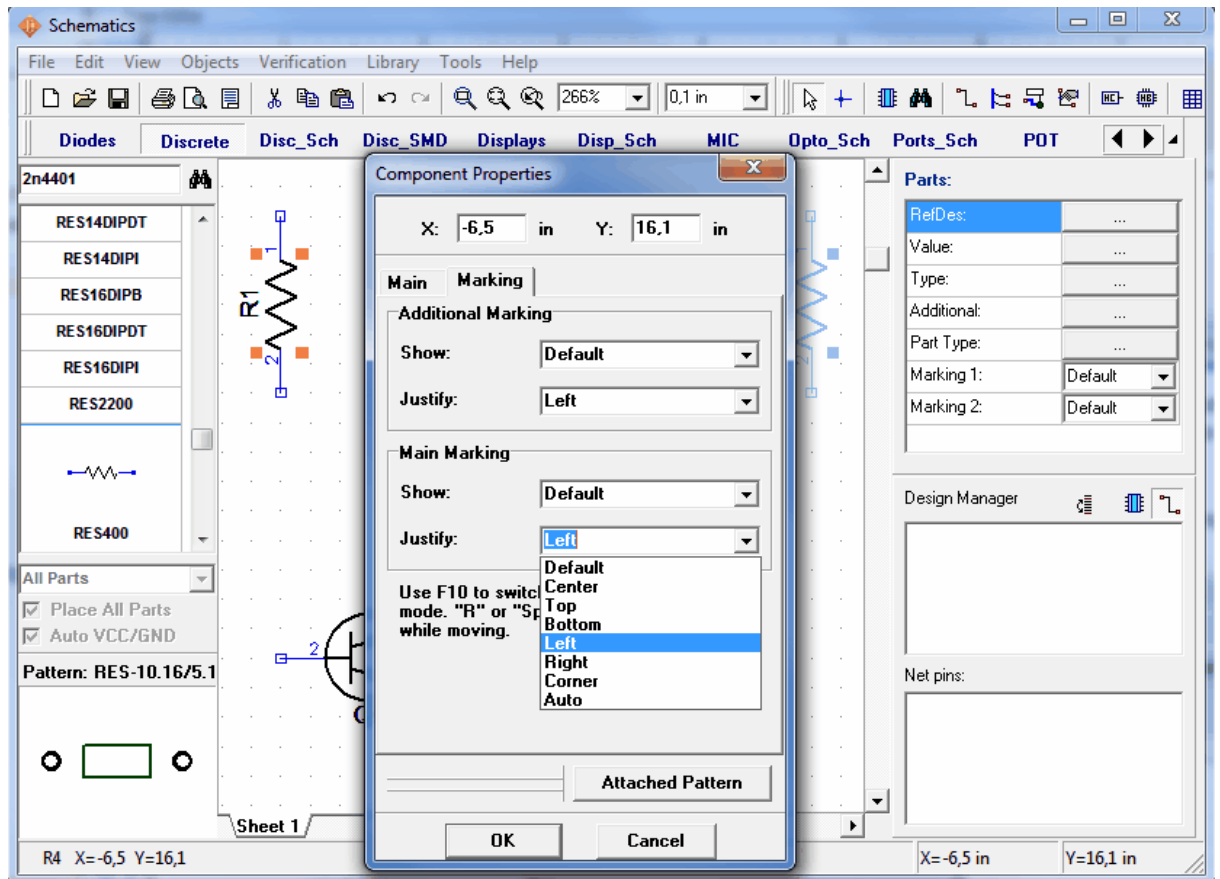 Schematics
File Edit View Objects Verification Library Tools Help
266% 0,1 in
Diodes Discrete Disc_Sch Disc_SMD Displays Disp_Sch MIC Opto_Sch Ports_Sch POT
2n4401
RES14DIPDT
RES14DIPI
RES16DIPB
RES16DIPDT
RES16DIPI
RES2200
RES400
All Parts
Place All Parts
Auto VCC/GND
Pattern: RES-10.16/5.1
1
R1
2
2
Sheet 1
Component Properties
X: -6,5 in Y: 16,1 in
Main Marking
Additional Marking
Show: Default
Justify: Left
Main Marking
Show: Default
Justify: Left
Default
Center
Top
Bottom
Left
Right
Corner
Auto
Use F10 to switc
mode. "R" or "Sp
while moving.
Attached Pattern
OK Cancel
Parts:
RefDes: ...
Value: ...
Type: ...
Additional: ...
Part Type: ...
Marking 1: Default
Marking 2: Default
Design Manager
Net pins:
R4 X=-6,5 Y=16,1
X=-6,5 in Y=16,1 in